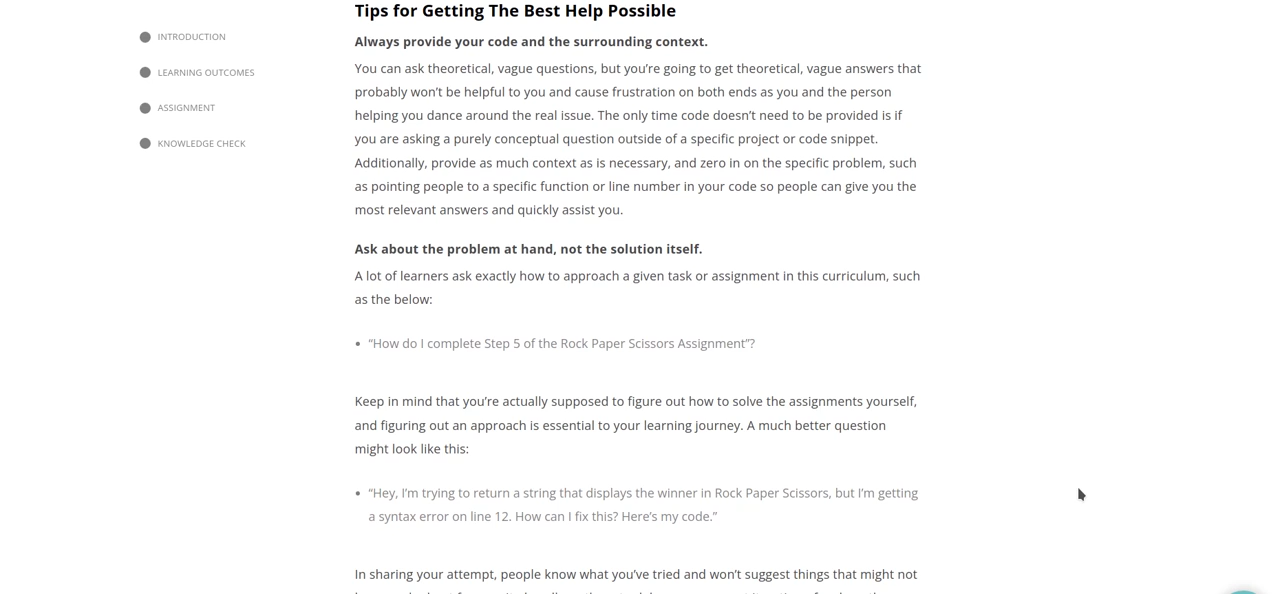 Tips for Getting The Best Help Possible
INTRODUCTION
LEARNING OUTCOMES
ASSIGNMENT
KNOWLEDGE CHECK
Always provide your code and the surrounding context.
You can ask theoretical, vague questions, but you’re going to get theoretical, vague answers that
probably won’t be helpful to you and cause frustration on both ends as you and the person
helping you dance around the real issue. The only time code doesn’t need to be provided is if
you are asking a purely conceptual question outside of a specific project or code snippet.
Additionally, provide as much context as is necessary, and zero in on the specific problem, such
as pointing people to a specific function or line number in your code so people can give you the
most relevant answers and quickly assist you.
Ask about the problem at hand, not the solution itself.
A lot of learners ask exactly how to approach a given task or assignment in this curriculum, such
as the below:
• “How do I complete Step 5 of the Rock Paper Scissors Assignment”?
Keep in mind that you’re actually supposed to figure out how to solve the assignments yourself,
and figuring out an approach is essential to your learning journey. A much better question
might look like this:
• “Hey, I’m trying to return a string that displays the winner in Rock Paper Scissors, but I’m getting
a syntax error on line 12. How can I fix this? Here’s my code.”
In sharing your attempt, people know what you’ve tried and won’t suggest things that might not